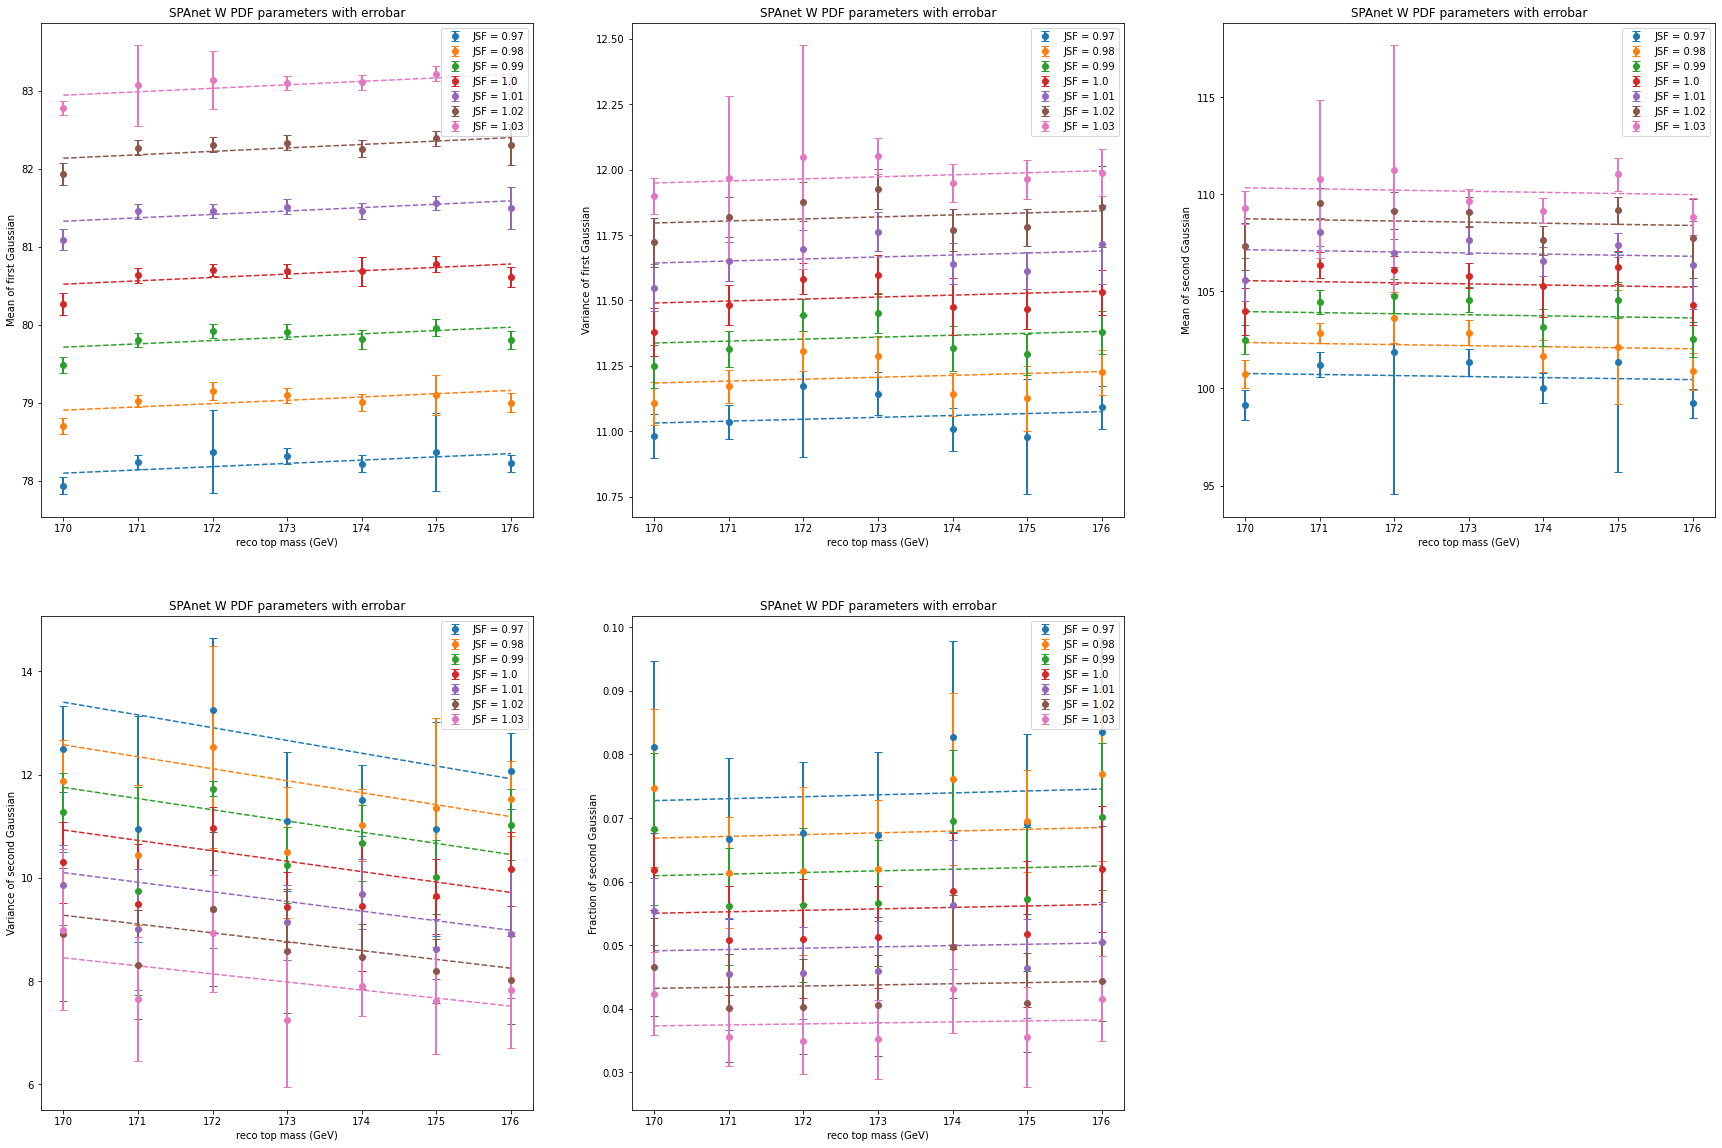 SPAnet W PDF parameters with errobar
JSF = 0.97
JSF = 0.98
JSF = 0.99
JSF = 1.0
JSF = 1.01
JSF = 1.02
JSF = 1.03
Mean of first Gaussian
83
82
81
80
79
78
170 171 172 173 174 175 176
reco top mass (GeV)
SPAnet W PDF parameters with errobar
JSF = 0.97
JSF = 0.98
JSF = 0.99
JSF = 1.0
JSF = 1.01
JSF = 1.02
JSF = 1.03
Variance of first Gaussian
12.50
12.25
12.00
11.75
11.50
11.25
11.00
10.75
170 171 172 173 174 175 176
reco top mass (GeV)
SPAnet W PDF parameters with errobar
JSF = 0.97
JSF = 0.98
JSF = 0.99
JSF = 1.0
JSF = 1.01
JSF = 1.02
JSF = 1.03
Mean of second Gaussian
115
110
105
100
95
170 171 172 173 174 175 176
reco top mass (GeV)
SPAnet W PDF parameters with errobar
JSF = 0.97
JSF = 0.98
JSF = 0.99
JSF = 1.0
JSF = 1.01
JSF = 1.02
JSF = 1.03
Variance of second Gaussian
14
12
10
8
6
170 171 172 173 174 175 176
reco top mass (GeV)
SPAnet W PDF parameters with errobar
JSF = 0.97
JSF = 0.98
JSF = 0.99
JSF = 1.0
JSF = 1.01
JSF = 1.02
JSF = 1.03
Fraction of second Gaussian
0.10
0.09
0.08
0.07
0.06
0.05
0.04
0.03
170 171 172 173 174 175 176
reco top mass (GeV)